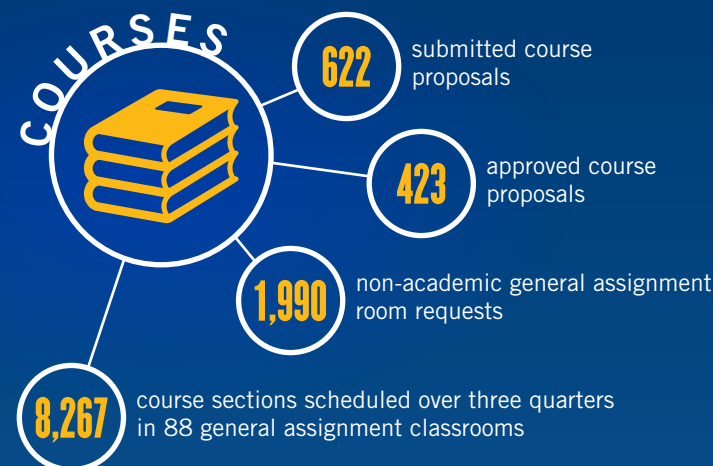 COURSES
622
submitted course
proposals
423
approved course
proposals
1,990
non-academic general assignment
room requests
8,267
course sections scheduled over three quarters
in 88 general assignment classrooms